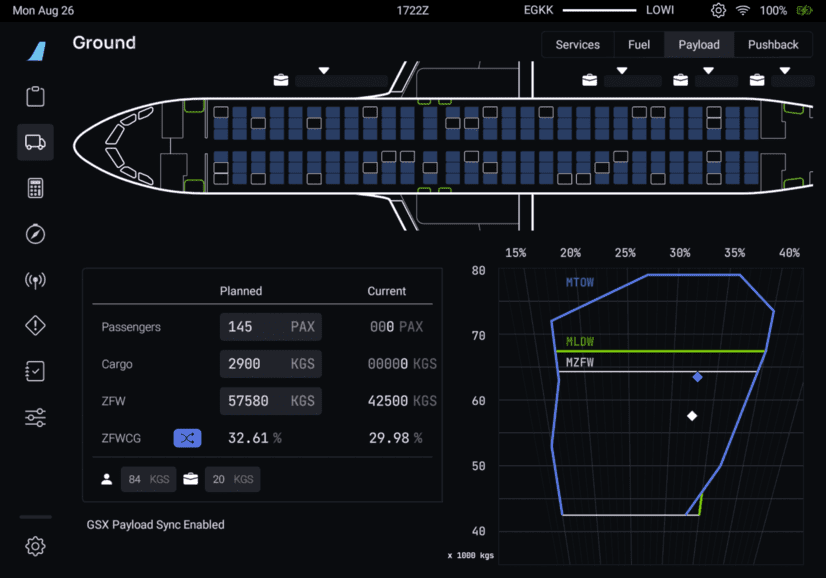 Mon Aug 26 1722Z EGKK LOWI 100%
Ground Services Fuel Payload Pushback
15% 20% 25% 30% 35% 40%
80
MTOW
Planned Current
Passengers 145 PAX 000 PAX
70
MLDW
Cargo 2900 KGS 00000 KGS
MZFW
ZFW 57580 KGS 42500 KGS
60
ZFWCG 32.61 % 29.98 %
50
84 KGS 20 KGS
GSX Payload Sync Enabled
40
x 1000 kgs